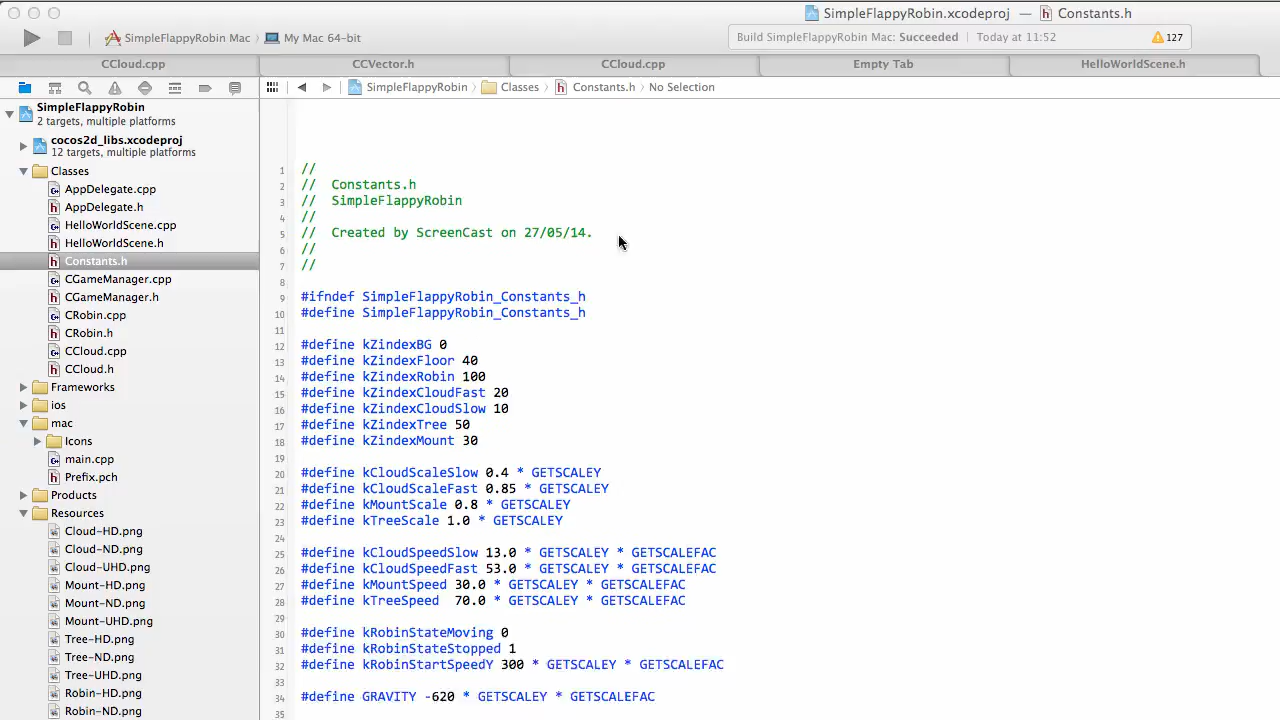 SimpleFlappyRobin.xcodeproj — Constants.h
SimpleFlappyRobin Mac My Mac 64-bit
Build SimpleFlappyRobin Mac: Succeeded Today at 11:52 127
CCloud.cpp CCVector.h CCloud.cpp Empty Tab HelloWorldScene.h
SimpleFlappyRobin Classes Constants.h No Selection
SimpleFlappyRobin
2 targets, multiple platforms
cocos2d_libs.xcodeproj
12 targets, multiple platforms
Classes
AppDelegate.cpp
AppDelegate.h
HelloWorldScene.cpp
HelloWorldScene.h
Constants.h
CGameManager.cpp
CGameManager.h
CRobin.cpp
CRobin.h
CCloud.cpp
CCloud.h
Frameworks
ios
mac
Icons
main.cpp
Prefix.pch
Products
Resources
Cloud-HD.png
Cloud-ND.png
Cloud-UHD.png
Mount-HD.png
Mount-ND.png
Mount-UHD.png
Tree-HD.png
Tree-ND.png
Tree-UHD.png
Robin-HD.png
Robin-ND.png
1 //
2 // Constants.h
3 // SimpleFlappyRobin
4 //
5 // Created by ScreenCast on 27/05/14.
6 //
7 //
8
9 #ifndef SimpleFlappyRobin_Constants_h
10 #define SimpleFlappyRobin_Constants_h
11
12 #define kZindexBG 0
13 #define kZindexFloor 40
14 #define kZindexRobin 100
15 #define kZindexCloudFast 20
16 #define kZindexCloudSlow 10
17 #define kZindexTree 50
18 #define kZindexMount 30
19
20 #define kCloudScaleSlow 0.4 * GETSCALEY
21 #define kCloudScaleFast 0.85 * GETSCALEY
22 #define kMountScale 0.8 * GETSCALEY
23 #define kTreeScale 1.0 * GETSCALEY
24
25 #define kCloudSpeedSlow 13.0 * GETSCALEY * GETSCALEFAC
26 #define kCloudSpeedFast 53.0 * GETSCALEY * GETSCALEFAC
27 #define kMountSpeed 30.0 * GETSCALEY * GETSCALEFAC
28 #define kTreeSpeed  70.0 * GETSCALEY * GETSCALEFAC
29
30 #define kRobinStateMoving 0
31 #define kRobinStateStopped 1
32 #define kRobinStartSpeedY 300 * GETSCALEY * GETSCALEFAC
33
34 #define GRAVITY -620 * GETSCALEY * GETSCALEFAC
35